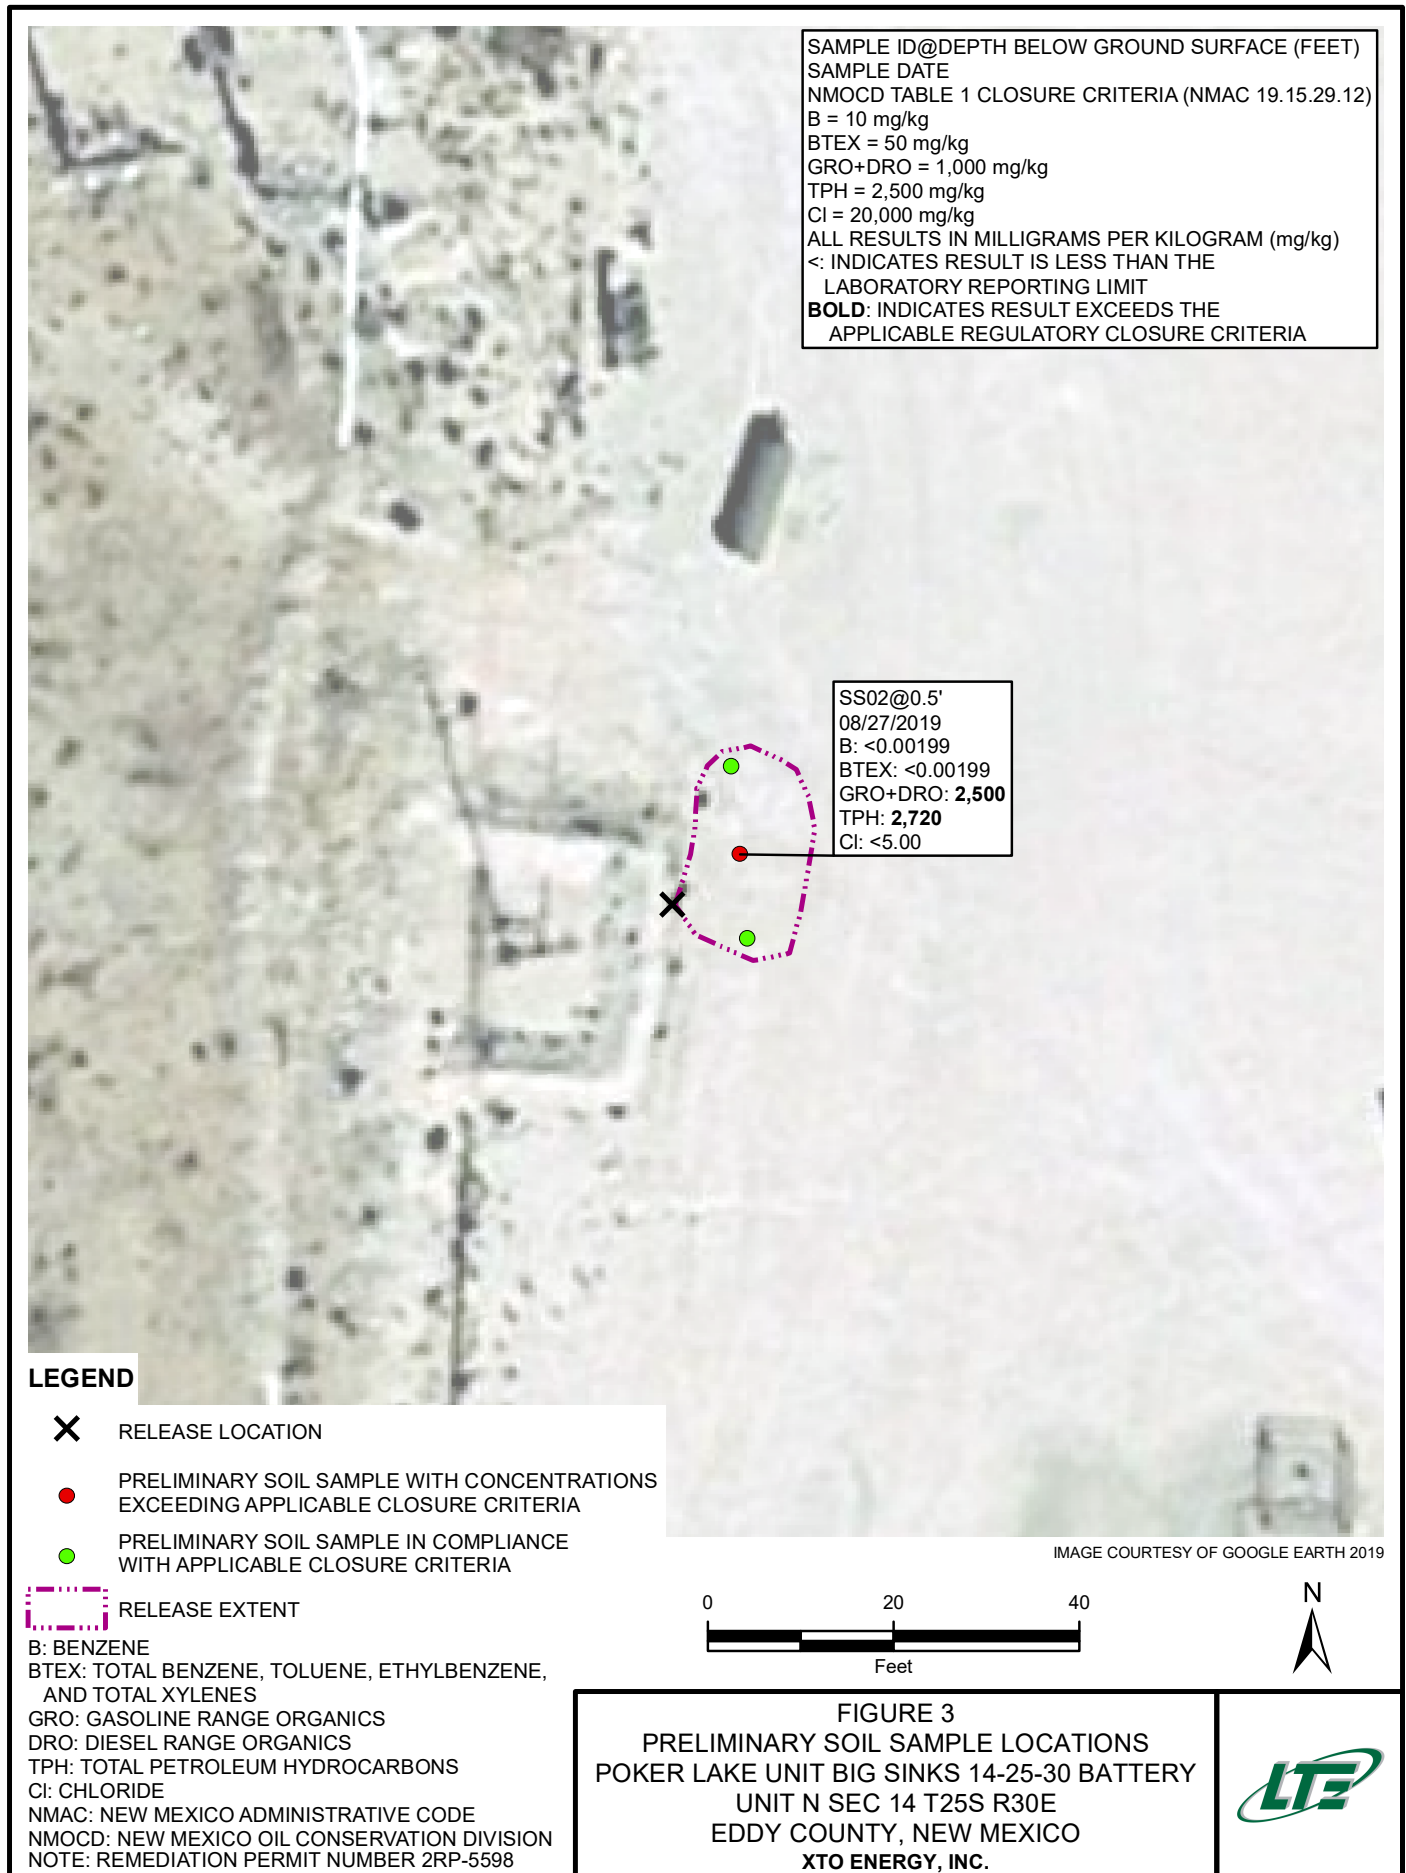 SAMPLE ID@DEPTH BELOW GROUND SURFACE (FEET)
SAMPLE DATE
NMOCD TABLE 1 CLOSURE CRITERIA (NMAC 19.15.29.12)
B = 10 mg/kg
BTEX = 50 mg/kg
GRO+DRO = 1,000 mg/kg
TPH = 2,500 mg/kg
Cl = 20,000 mg/kg
ALL RESULTS IN MILLIGRAMS PER KILOGRAM (mg/kg)
<: INDICATES RESULT IS LESS THAN THE
LABORATORY REPORTING LIMIT
BOLD: INDICATES RESULT EXCEEDS THE
APPLICABLE REGULATORY CLOSURE CRITERIA
SS02@0.5'
08/27/2019
B: <0.00199
BTEX: <0.00199
GRO+DRO: 2,500
TPH: 2,720
Cl: <5.00
LEGEND
RELEASE LOCATION
PRELIMINARY SOIL SAMPLE WITH CONCENTRATIONS
EXCEEDING APPLICABLE CLOSURE CRITERIA
PRELIMINARY SOIL SAMPLE IN COMPLIANCE
WITH APPLICABLE CLOSURE CRITERIA
RELEASE EXTENT
B: BENZENE
BTEX: TOTAL BENZENE, TOLUENE, ETHYLBENZENE,
AND TOTAL XYLENES
GRO: GASOLINE RANGE ORGANICS
DRO: DIESEL RANGE ORGANICS
TPH: TOTAL PETROLEUM HYDROCARBONS
Cl: CHLORIDE
NMAC: NEW MEXICO ADMINISTRATIVE CODE
NMOCD: NEW MEXICO OIL CONSERVATION DIVISION
NOTE: REMEDIATION PERMIT NUMBER 2RP-5598
IMAGE COURTESY OF GOOGLE EARTH 2019
0 20 40
Feet
N
FIGURE 3
PRELIMINARY SOIL SAMPLE LOCATIONS
POKER LAKE UNIT BIG SINKS 14-25-30 BATTERY
UNIT N SEC 14 T25S R30E
EDDY COUNTY, NEW MEXICO
XTO ENERGY, INC.
LTE